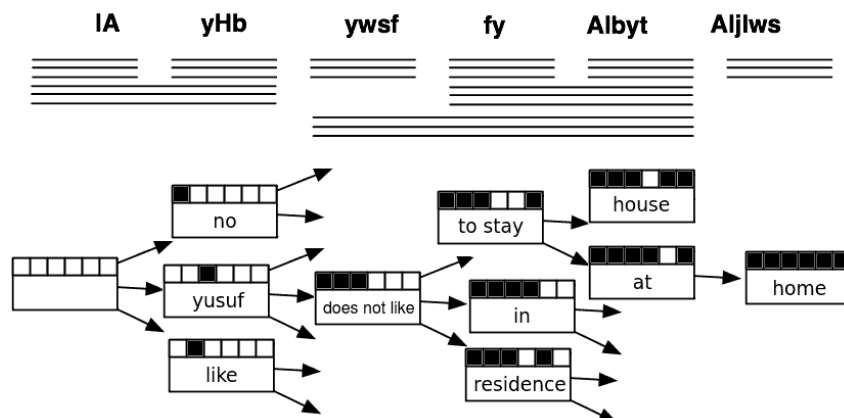 lA yHb ywsf fy Albyt Aljlws
no
yusuf
like
does not like
to stay
in
residence
house
at
home